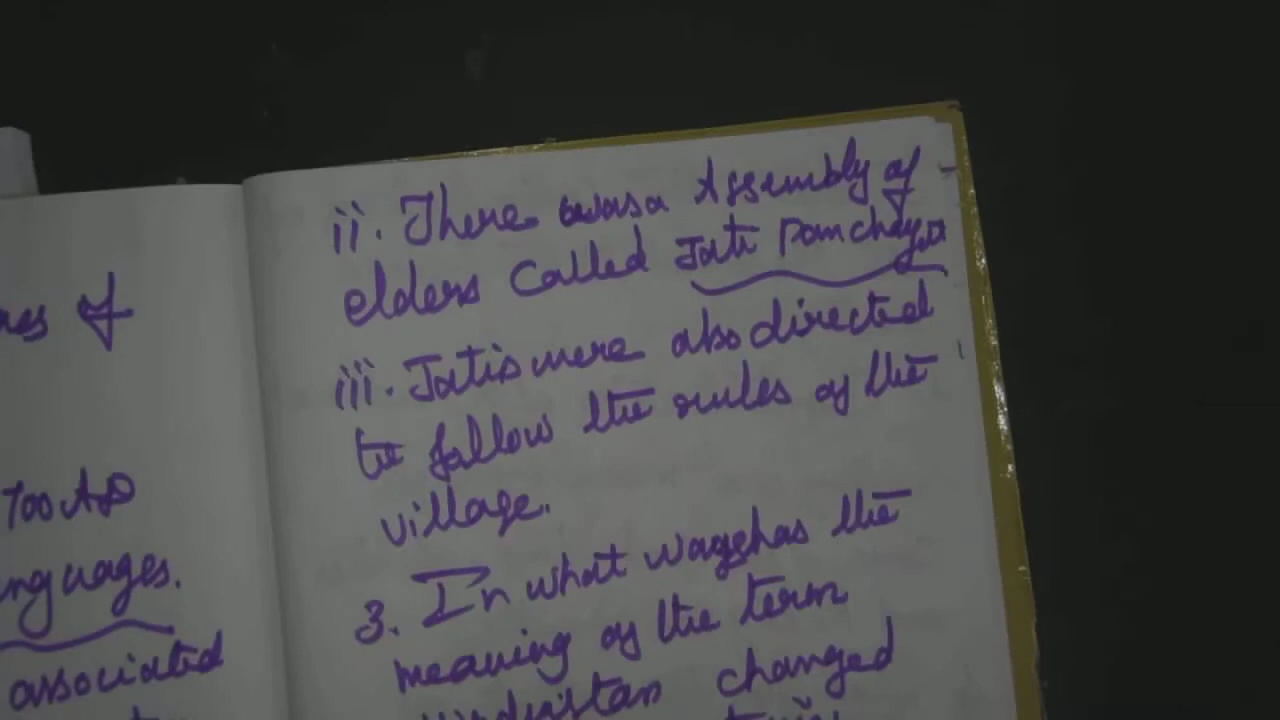 of
700 AD
nguages.
associated
ii. There was a Assembly of
elders called Jati Panchayat
iii. Jatis were also directed
to follow the rules of the
village.
3. In what ways has the
meaning of the term
Hindustan changed